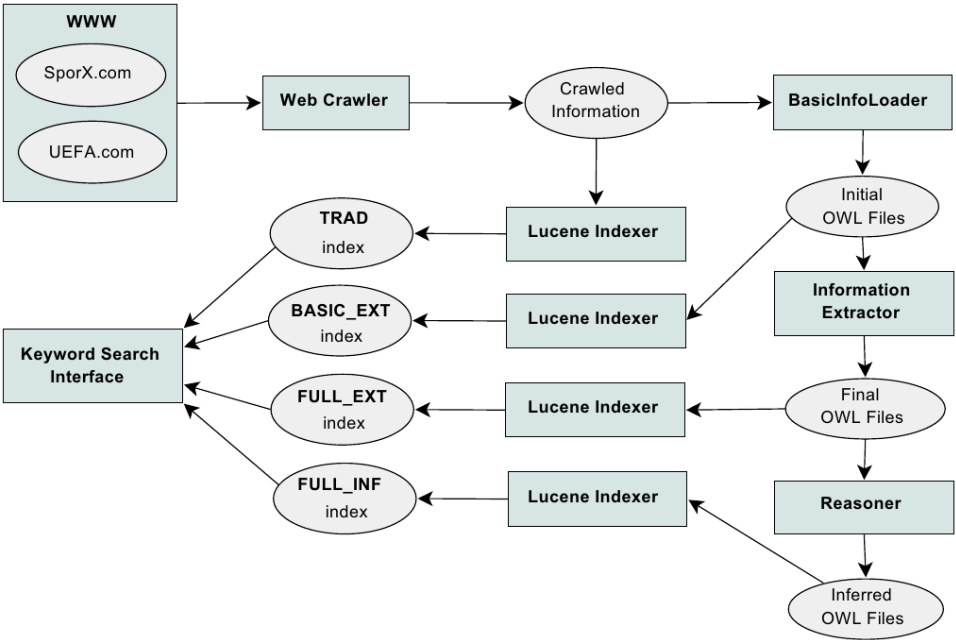 WWW
SporX.com
UEFA.com
Web Crawler
Crawled
Information
BasicInfoLoader
Initial
OWL Files
TRAD
index
Lucene Indexer
Information
Extractor
BASIC_EXT
index
Lucene Indexer
Keyword Search
Interface
FULL_EXT
index
Lucene Indexer
Final
OWL Files
FULL_INF
index
Lucene Indexer
Reasoner
Inferred
OWL Files